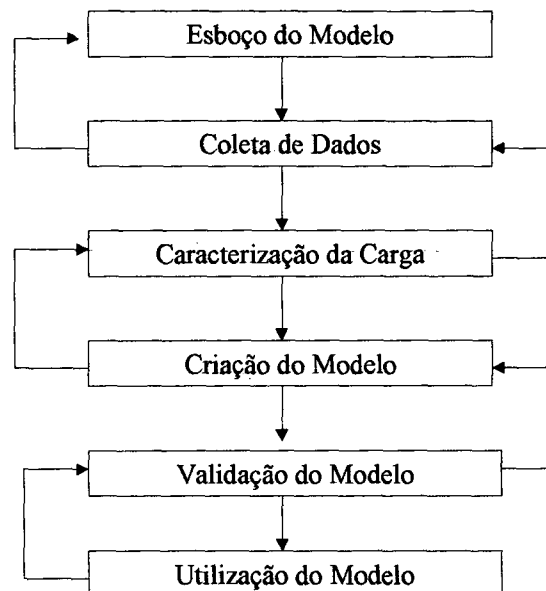 Esboço do Modelo
Coleta de Dados
Caracterização da Carga
Criação do Modelo
Validação do Modelo
Utilização do Modelo